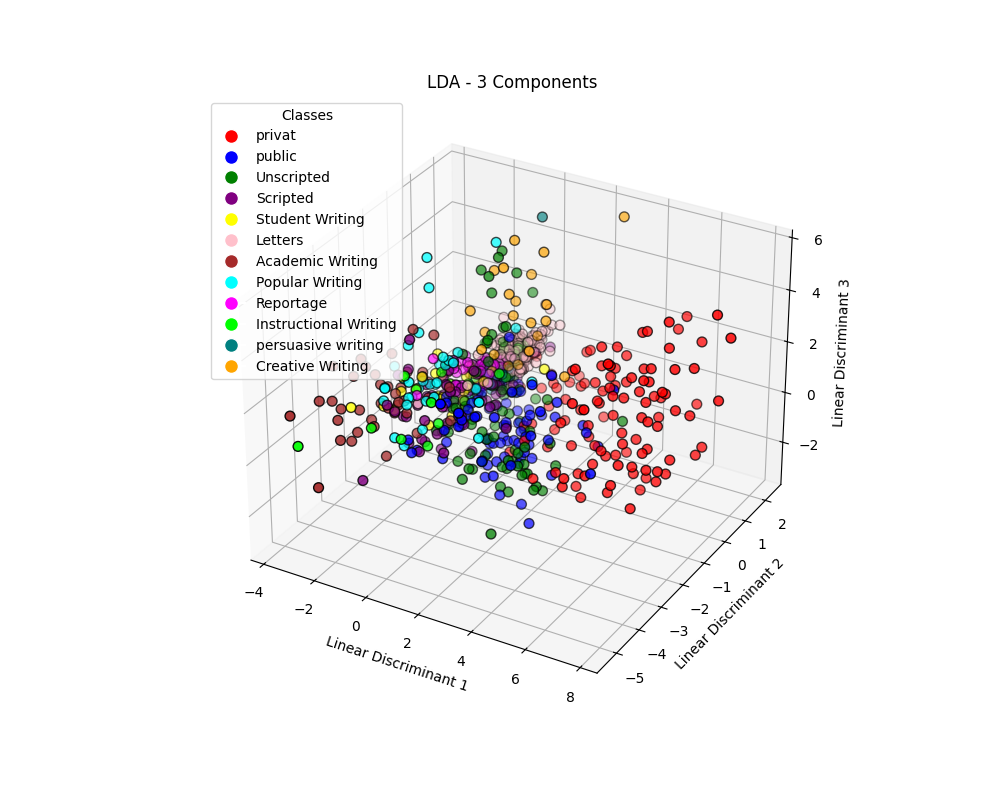 LDA - 3 Components
Classes
privat
public
Unscripted
Scripted
Student Writing
Letters
Academic Writing
Popular Writing
Reportage
Instructional Writing
persuasive writing
Creative Writing
6
4
2
0
−2
Linear Discriminant 3
2
1
0
−1
−2
−3
−4
−5
Linear Discriminant 2
−4
−2
0
2
4
6
8
Linear Discriminant 1